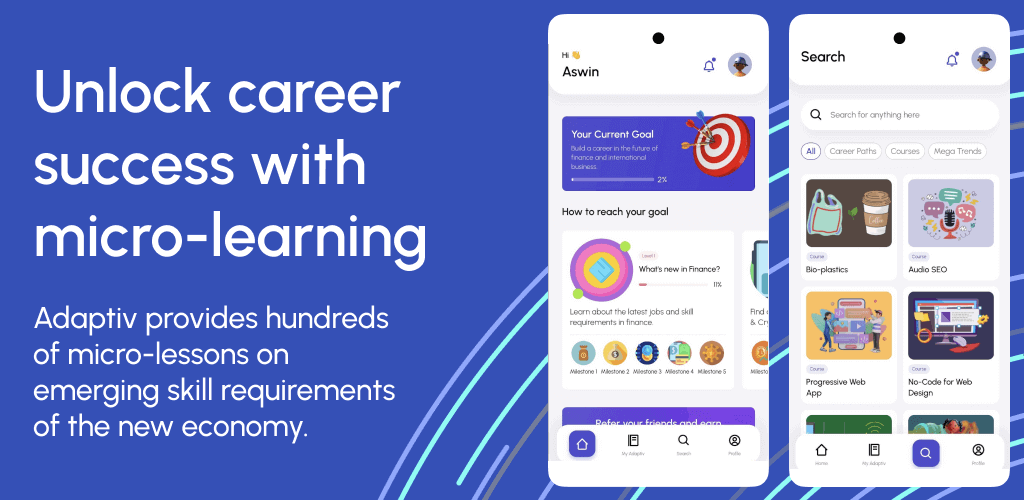 Unlock career
success with
micro-learning
Adaptiv provides hundreds
of micro-lessons on
emerging skill requirements
of the new economy.
Hi 👋
Aswin
Your Current Goal
Build a career in the future of
finance and international
business.
2%
How to reach your goal
Level 1
What's new in Finance?
11%
Learn about the latest jobs and skill
requirements in finance.
Milestone 1 Milestone 2 Milestone 3 Milestone 4 Milestone 5
Find
& Cr
Milesto
Refer your friends and earn
My Adaptiv Search Profile
Search
Search for anything here
All Career Paths Courses Mega Trends
Course
Bio-plastics
Course
Audio SEO
Coffee
Course
Progressive Web
App
Course
No-Code for Web
Design
Home My Adaptiv Profile